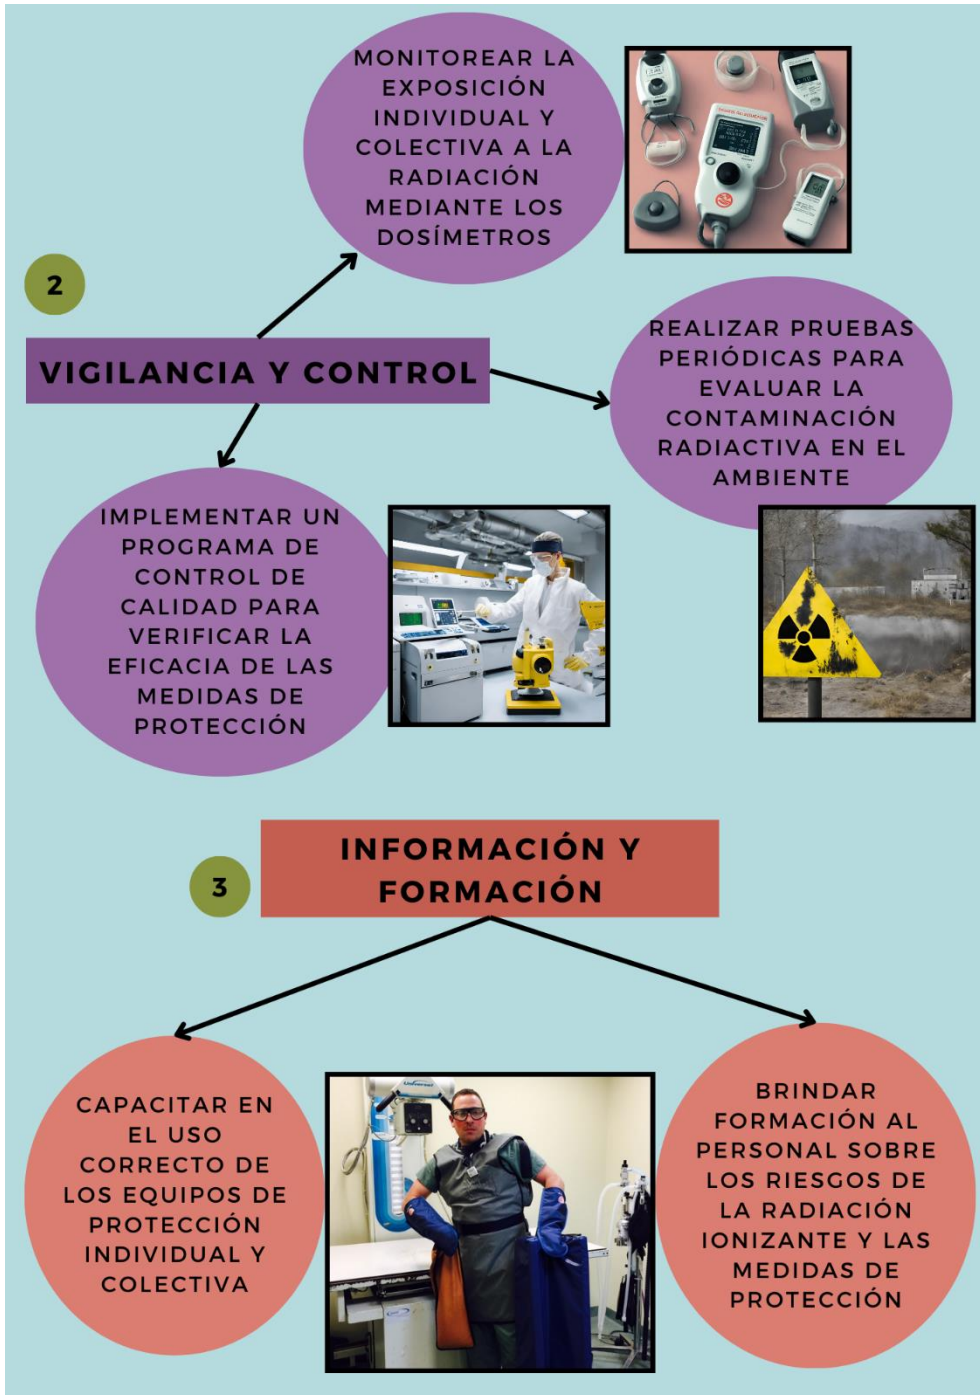 MONITOREAR LA
EXPOSICIÓN
INDIVIDUAL Y
COLECTIVA A LA
RADIACIÓN
MEDIANTE LOS
DOSÍMETROS
2
VIGILANCIA Y CONTROL
REALIZAR PRUEBAS
PERIÓDICAS PARA
EVALUAR LA
CONTAMINACIÓN
RADIACTIVA EN EL
AMBIENTE
IMPLEMENTAR UN
PROGRAMA DE
CONTROL DE
CALIDAD PARA
VERIFICAR LA
EFICACIA DE LAS
MEDIDAS DE
PROTECCIÓN
INFORMACIÓN Y
FORMACIÓN
3
CAPACITAR EN
EL USO
CORRECTO DE
LOS EQUIPOS DE
PROTECCIÓN
INDIVIDUAL Y
COLECTIVA
Universal
BRINDAR
FORMACIÓN AL
PERSONAL SOBRE
LOS RIESGOS DE
LA RADIACIÓN
IONIZANTE Y LAS
MEDIDAS DE
PROTECCIÓN